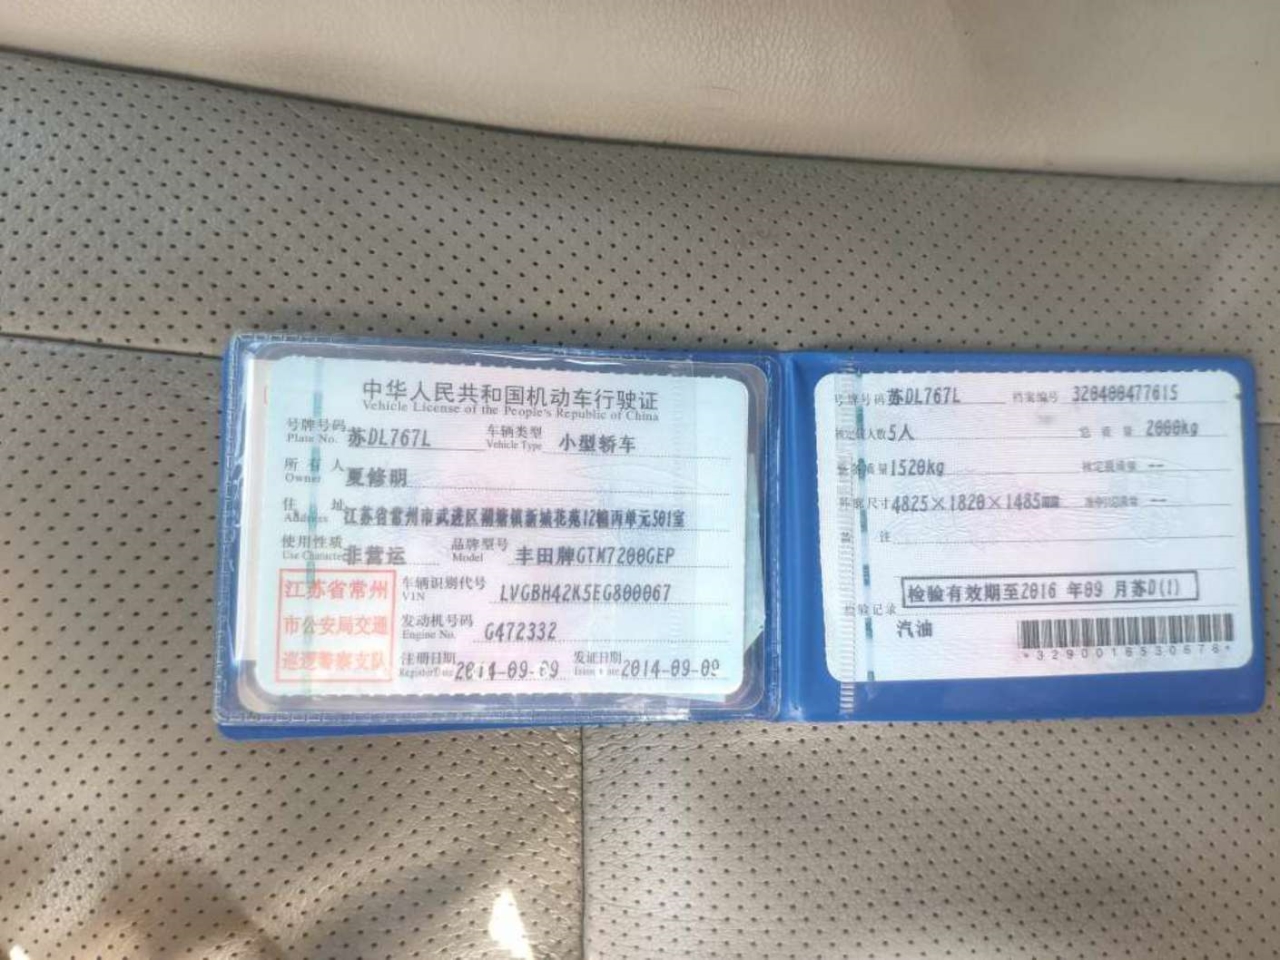 中华人民共和国机动车行驶证
Vehicle License of the People's Republic of China
号牌号码 苏DL767L 车辆类型 小型轿车
Plate No. Vehicle Type
所有人 夏修明
Owner
住址 江苏省常州市武进区湖塘镇新城花苑12幢丙单元501室
Address
使用性质 非营运 品牌型号 丰田牌GTM7200GEP
Use Character Model
江苏省常州
市公安局交通
巡逻警察支队
车辆识别代号 LVGBH42K5EG800067
VIN
发动机号码 G472332
Engine No.
注册日期 2014-09-09 发证日期 2014-09-09
Register Date Issue Date
号牌号码 苏DL767L 档案编号 320400477615
核定载人数 5人 总质量 2000kg
整备质量 1520kg 核定载质量 --
外廓尺寸 4825×1820×1485 --
备注
检验有效期至2016 年09 月苏D(1)
检验记录
汽油
*3290016530676*